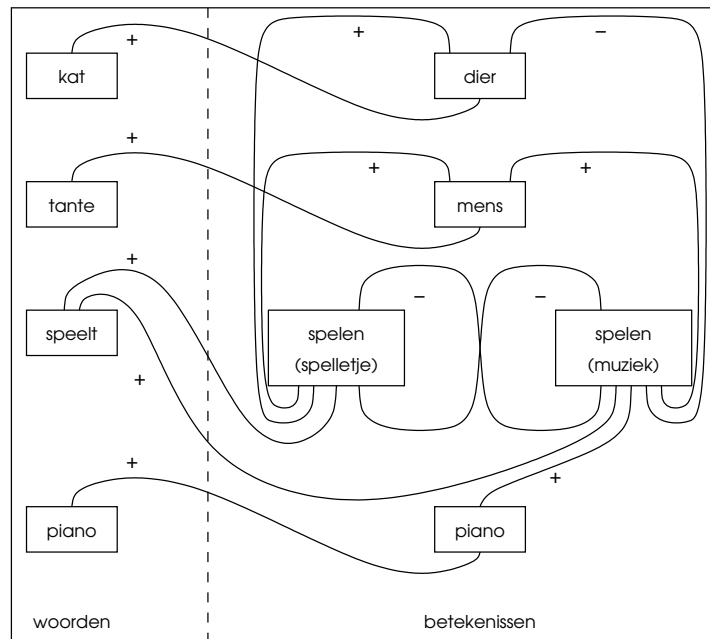 +
+
−
kat
dier
+
+
+
tante
mens
+
−
−
speelt
spelen
(spelletje)
spelen
(muziek)
+
+
+
piano
piano
woorden
betekenissen